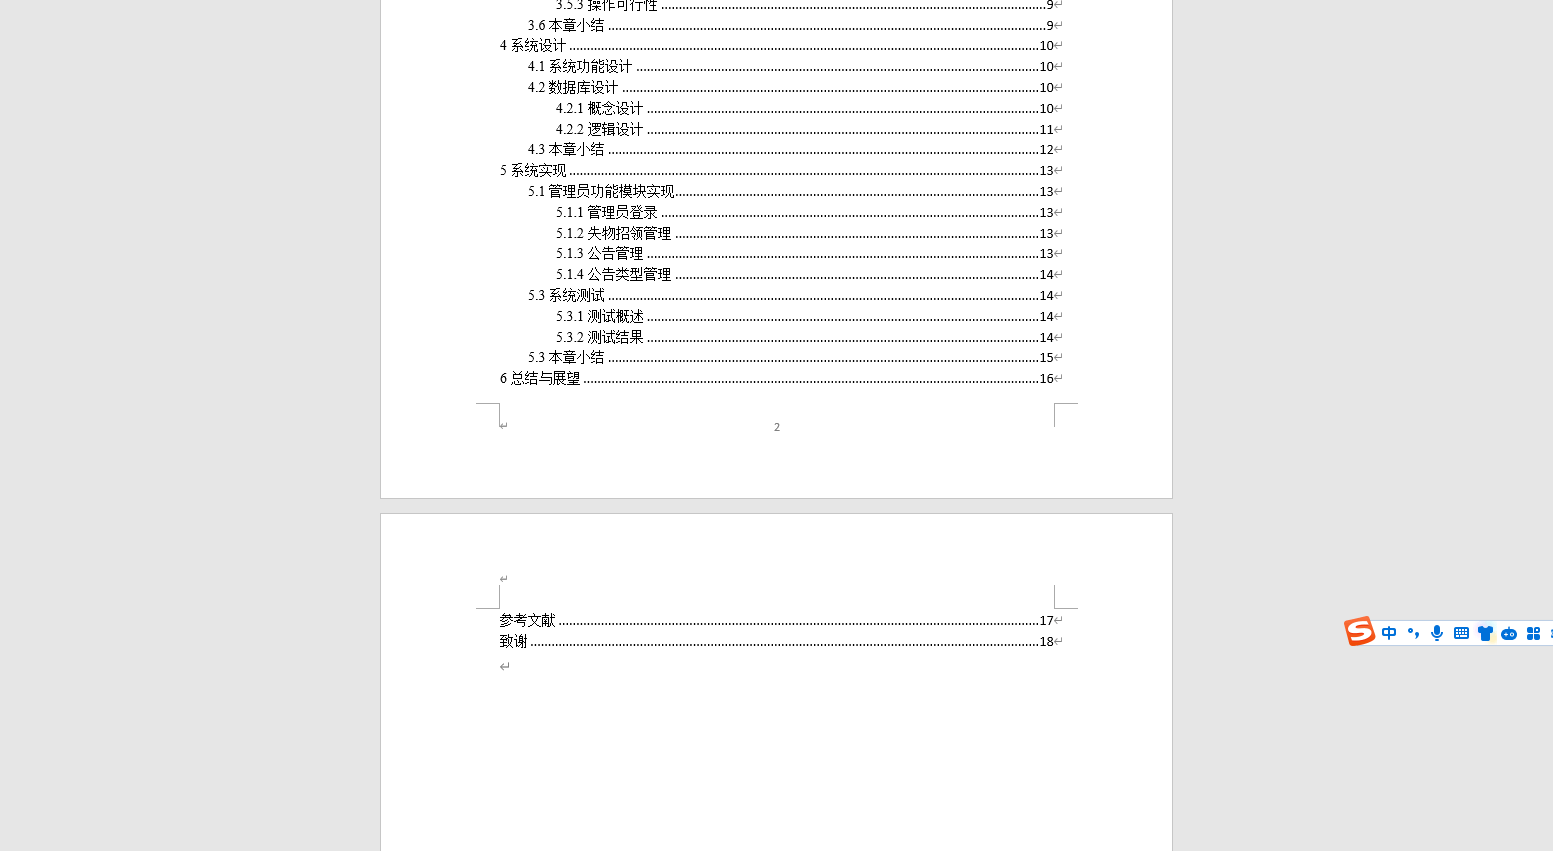 3.5.3 操作可行性 ........................................................................................................9
3.6 本章小结 ........................................................................................................9
4 系统设计 ........................................................................................................10
4.1 系统功能设计 ........................................................................................................10
4.2 数据库设计 ........................................................................................................10
4.2.1 概念设计 ........................................................................................................10
4.2.2 逻辑设计 ........................................................................................................11
4.3 本章小结 ........................................................................................................12
5 系统实现 ........................................................................................................13
5.1 管理员功能模块实现........................................................................................................13
5.1.1 管理员登录 ........................................................................................................13
5.1.2 失物招领管理 ........................................................................................................13
5.1.3 公告管理 ........................................................................................................13
5.1.4 公告类型管理 ........................................................................................................14
5.3 系统测试 ........................................................................................................14
5.3.1 测试概述 ........................................................................................................14
5.3.2 测试结果 ........................................................................................................14
5.3 本章小结 ........................................................................................................15
6 总结与展望 ........................................................................................................16
2
参考文献 ........................................................................................................17
致谢 ........................................................................................................18
中